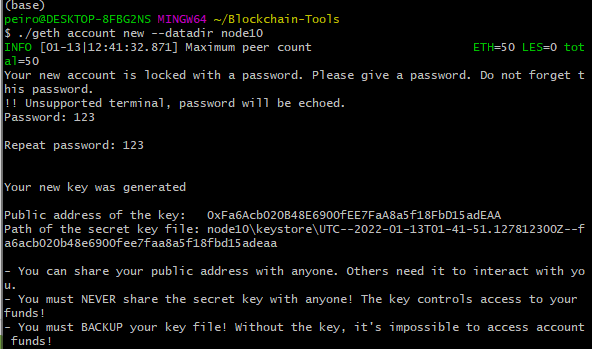 (base)
peiro@DESKTOP-8FBG2NS MINGW64 ~/Blockchain-Tools
$ ./geth account new --datadir node10
INFO [01-13|12:41:32.871] Maximum peer count                       ETH=50 LES=0 tot
al=50
Your new account is locked with a password. Please give a password. Do not forget t
his password.
!! Unsupported terminal, password will be echoed.
Password: 123
Repeat password: 123
Your new key was generated
Public address of the key:   0xFa6Acb020B48E6900fEE7FaA8a5f18FbD15adEAA
Path of the secret key file: node10\keystore\UTC--2022-01-13T01-41-51.127812300Z--f
a6acb020b48e6900fee7faa8a5f18fbd15adeaa
- You can share your public address with anyone. Others need it to interact with yo
u.
- You must NEVER share the secret key with anyone! The key controls access to your
funds!
- You must BACKUP your key file! Without the key, it's impossible to access account
 funds!